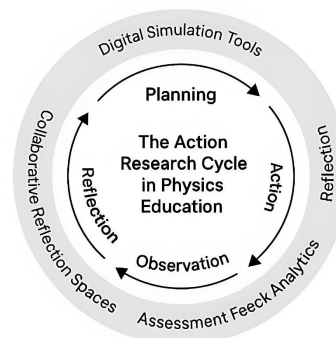 Digital Simulation Tools
Planning
The Action
Research Cycle
in Physics
Education
Action
Observation
Reflection
Reflection
Assessment Feeck Analytics
Collaborative Reflection Spaces